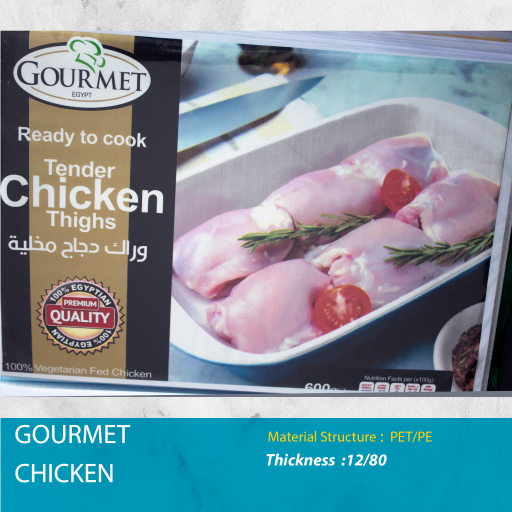 GOURMET
EGYPT
Ready to cook
Tender
Chicken
Thighs
وراك دجاج مخلية
100% EGYPTIAN
PREMIUM
QUALITY
100% EGYPTIAN
100% Vegetarian Fed Chicken
600
Nutrition Facts per (x100g)
GOURMET
CHICKEN
Material Structure : PET/PE
Thickness :12/80